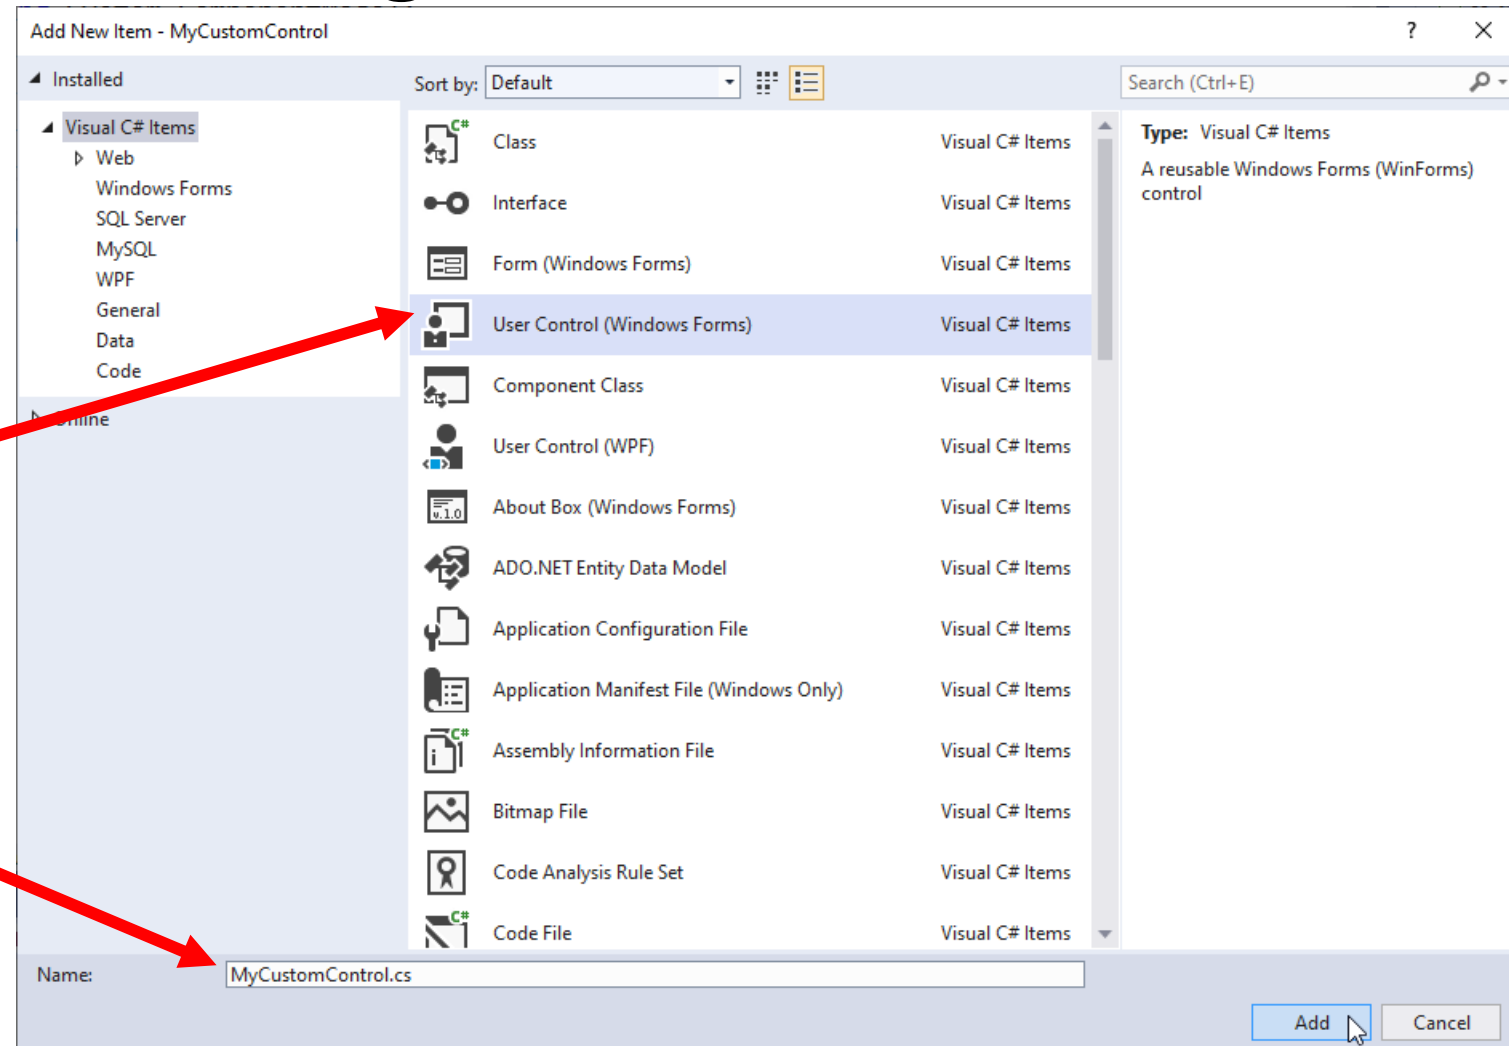 Add New Item - MyCustomControl
?
Installed
Sort by: Default
Search (Ctrl+E)
Visual C# Items
Web
Windows Forms
SQL Server
MySQL
WPF
General
Data
Code
Online
C#
Class Visual C# Items
Interface Visual C# Items
Form (Windows Forms) Visual C# Items
User Control (Windows Forms) Visual C# Items
Component Class Visual C# Items
User Control (WPF) Visual C# Items
v.1.0
About Box (Windows Forms) Visual C# Items
ADO.NET Entity Data Model Visual C# Items
Application Configuration File Visual C# Items
Application Manifest File (Windows Only) Visual C# Items
C#
Assembly Information File Visual C# Items
Bitmap File Visual C# Items
Code Analysis Rule Set Visual C# Items
C#
Code File Visual C# Items
Type: Visual C# Items
A reusable Windows Forms (WinForms)
control
Name: MyCustomControl.cs
Add Cancel